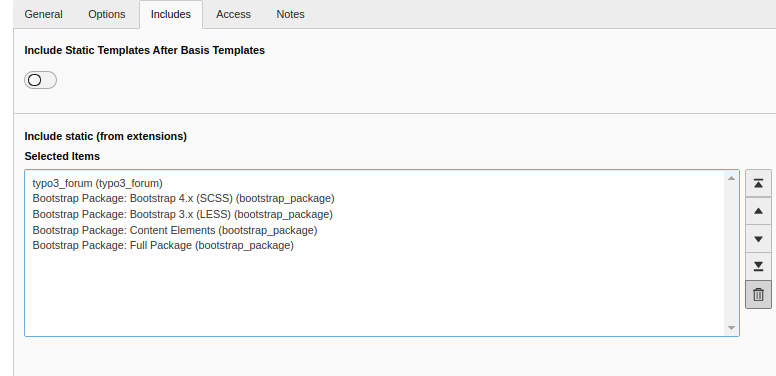 General Options Includes Access Notes
Include Static Templates After Basis Templates
Include static (from extensions)
Selected Items
typo3_forum (typo3_forum)
Bootstrap Package: Bootstrap 4.x (SCSS) (bootstrap_package)
Bootstrap Package: Bootstrap 3.x (LESS) (bootstrap_package)
Bootstrap Package: Content Elements (bootstrap_package)
Bootstrap Package: Full Package (bootstrap_package)